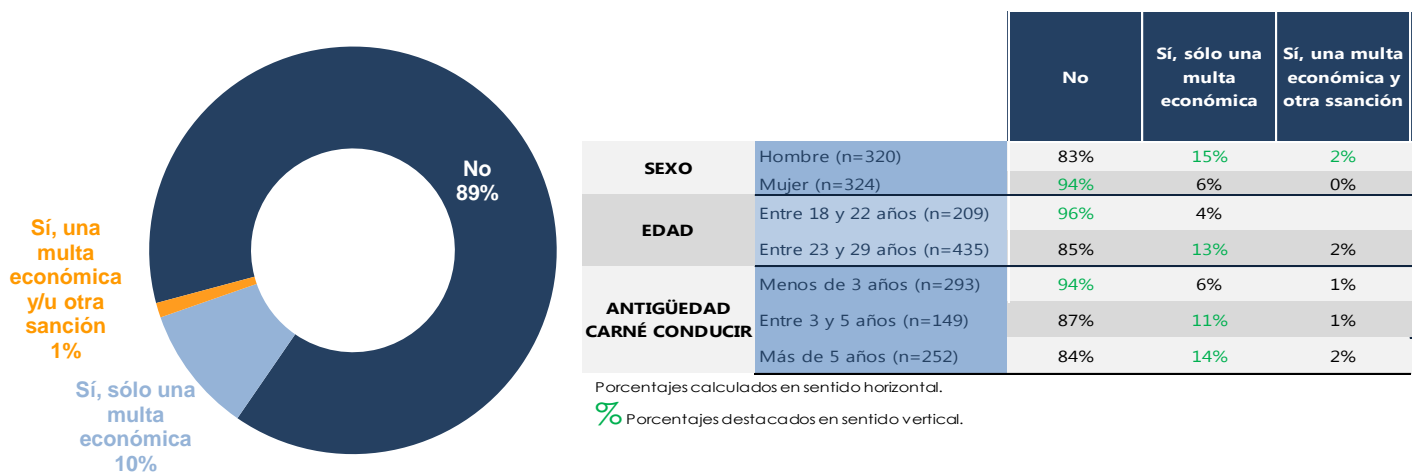 No
89%
Sí, una
multa
económica
y/u otra
sanción
1%
Sí, sólo una
multa
económica
10%
No
Sí, sólo una
multa
económica
Sí, una multa
económica y
otra ssanción
SEXO
Hombre (n=320)
83%
15%
2%
Mujer (n=324)
94%
6%
0%
EDAD
Entre 18 y 22 años (n=209)
96%
4%
Entre 23 y 29 años (n=435)
85%
13%
2%
ANTIGÜEDAD
CARNÉ CONDUCIR
Menos de 3 años (n=293)
94%
6%
1%
Entre 3 y 5 años (n=149)
87%
11%
1%
Más de 5 años (n=252)
84%
14%
2%
Porcentajes calculados en sentido horizontal.
% Porcentajes destacados en sentido vertical.